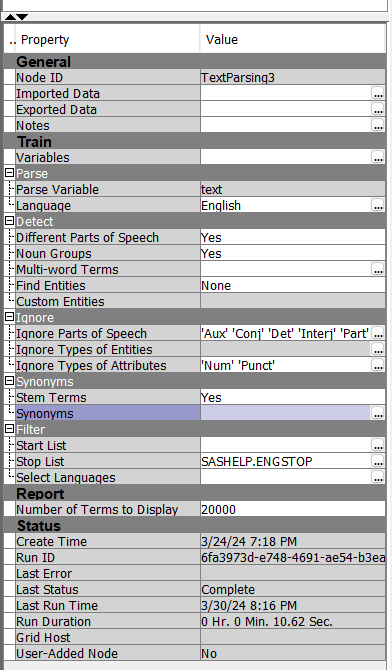 .. Property Value
General
Node ID TextParsing3
Imported Data ...
Exported Data ...
Notes ...
Train
Variables ...
Parse
Parse Variable text
Language English ...
Detect
Different Parts of Speech Yes
Noun Groups Yes
Multi-word Terms ...
Find Entities None
Custom Entities
Ignore
Ignore Parts of Speech 'Aux' 'Conj' 'Det' 'Interj' 'Part' ...
Ignore Types of Entities ...
Ignore Types of Attributes 'Num' 'Punct' ...
Synonyms
Stem Terms Yes
Synonyms ...
Filter
Start List ...
Stop List SASHELP.ENGSTOP ...
Select Languages ...
Report
Number of Terms to Display 20000
Status
Create Time 3/24/24 7:18 PM
Run ID 6fa3973d-e748-4691-ae54-b3ea
Last Error
Last Status Complete
Last Run Time 3/30/24 8:16 PM
Run Duration 0 Hr. 0 Min. 10.62 Sec.
Grid Host
User-Added Node No